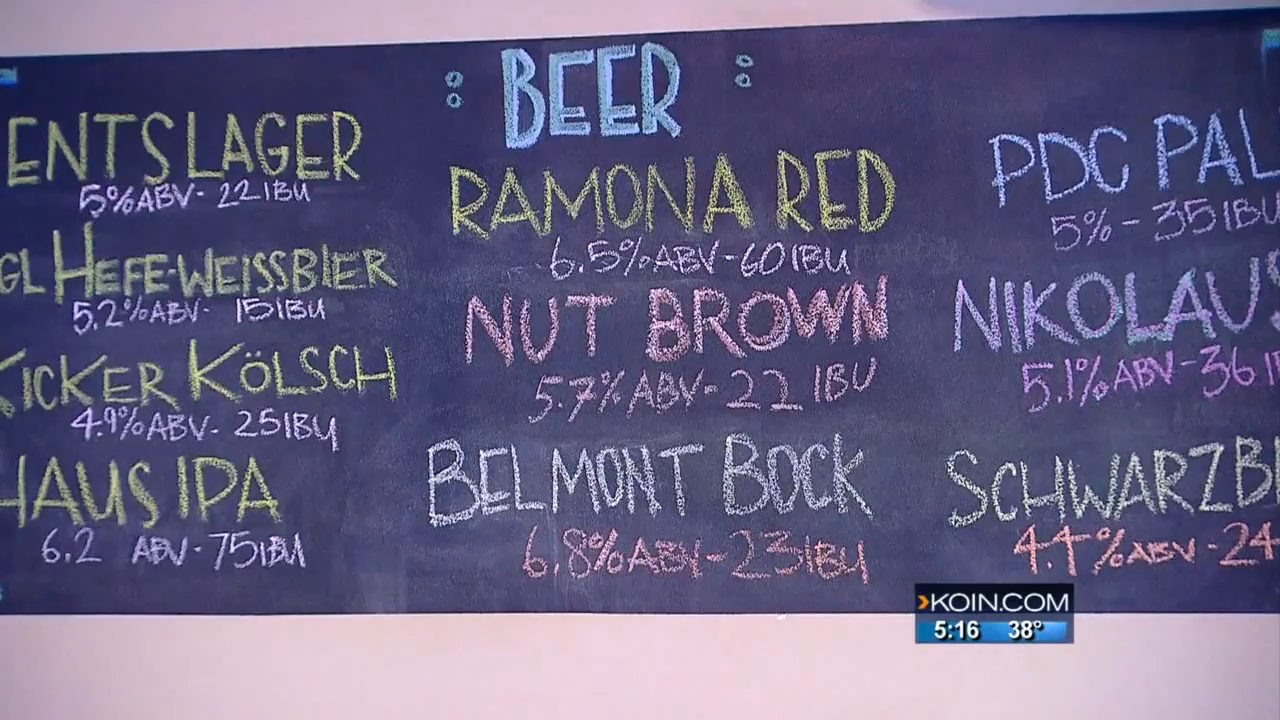 : BEER :
ENTS LAGER
5% ABV - 22 IBU
GL HEFE-WEISSBIER
5.2% ABV - 15 IBU
KICKER KÖLSCH
4.9% ABV - 25 IBU
HAUS IPA
6.2 ABV - 75 IBU
RAMONA RED
6.5% ABV - 60 IBU
NUT BROWN
5.7% ABV - 22 IBU
BELMONT BOCK
6.8% ABV - 23 IBU
PDC PAL
5% - 35 IBU
NIKOLAUS
5.1% ABV - 36 I
SCHWARZB
4.4% ABV - 24
KOIN.COM
5:16 38°